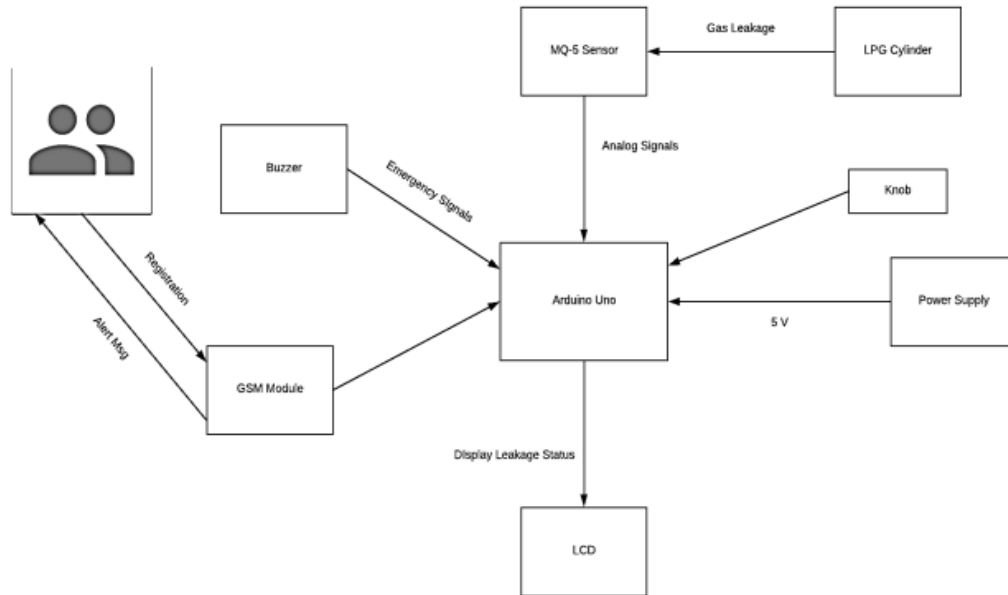 Gas Leakage
MQ-5 Sensor
LPG Cylinder
Analog Signals
Buzzer
Emergency Signals
Knob
Registration
Arduino Uno
Power Supply
5 V
Alert Msg
GSM Module
Display Leakage Status
LCD